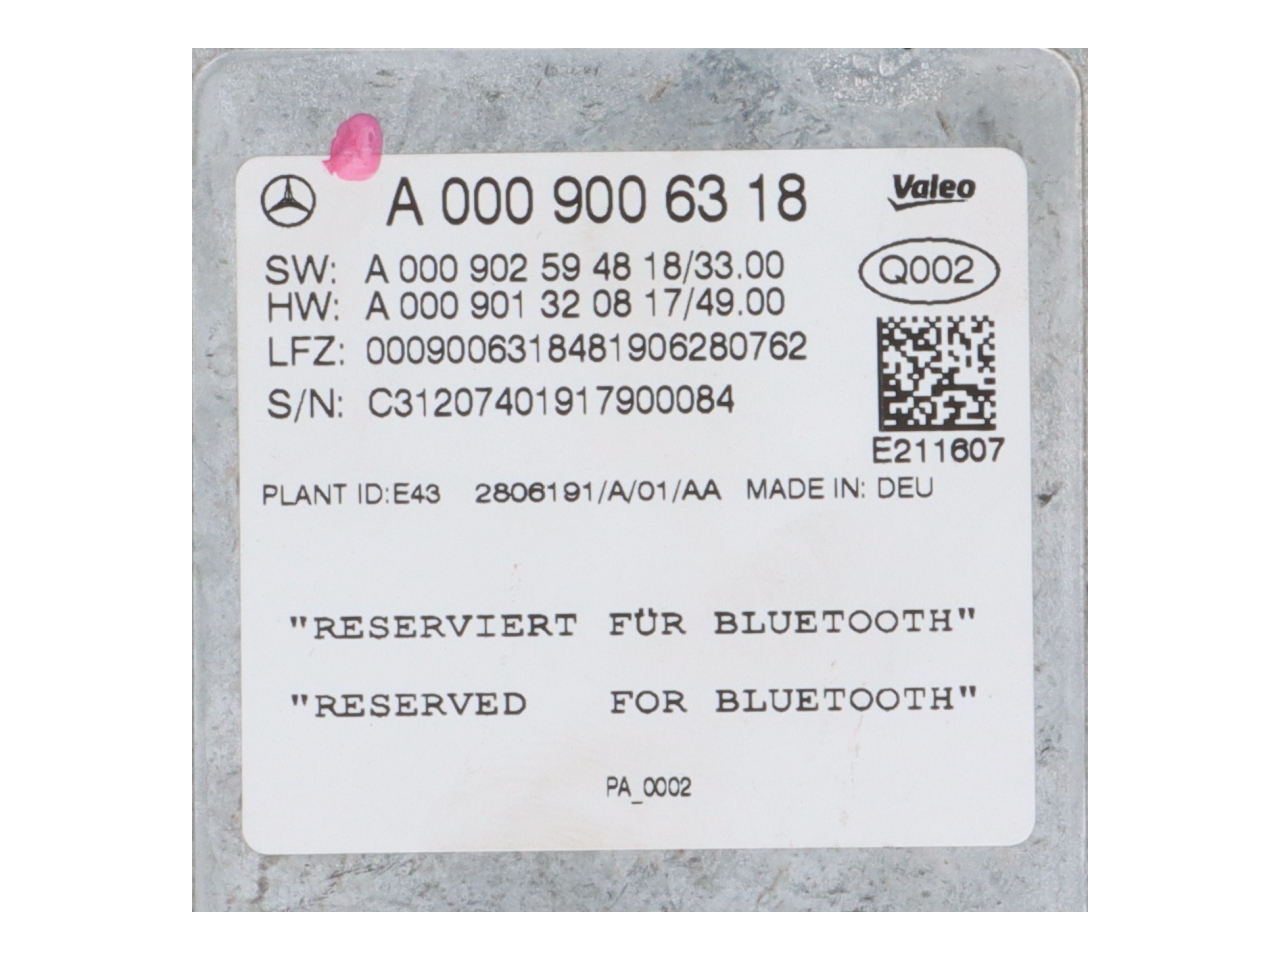 A 000 900 63 18
Valeo
SW: A 000 902 59 48 18/33.00
HW: A 000 901 32 08 17/49.00
Q002
LFZ: 0009006318481906280762
S/N: C31207401917900084
E211607
PLANT ID:E43 2806191/A/01/AA MADE IN: DEU
"RESERVIERT FÜR BLUETOOTH"
"RESERVED FOR BLUETOOTH"
PA_0002